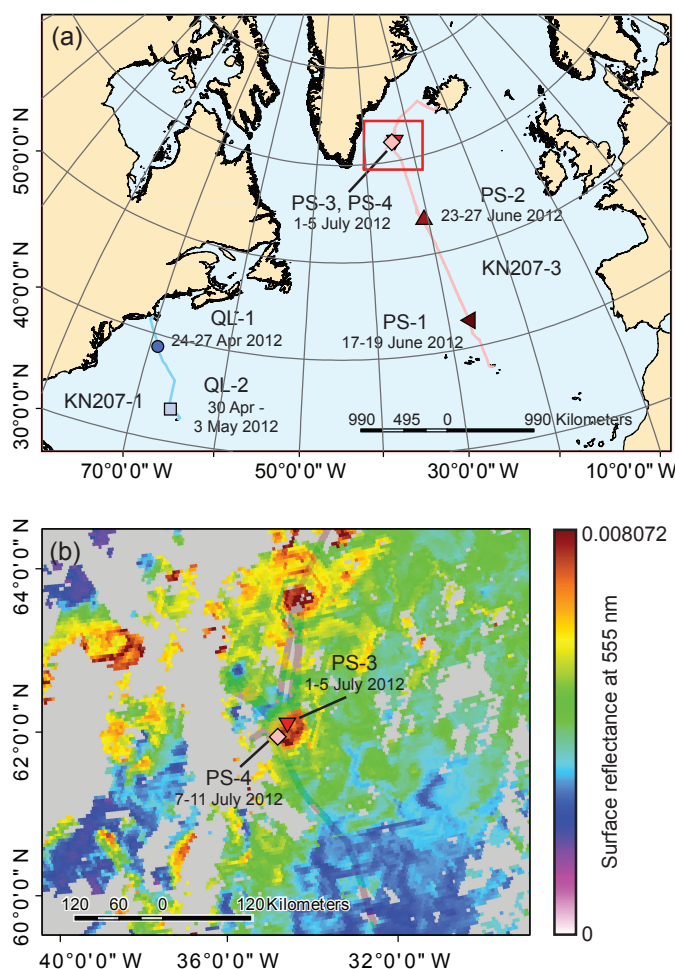 (a)
50°0'0" N
40°0'0" N
30°0'0" N
PS-3, PS-4
1-5 July 2012
PS-2
23-27 June 2012
KN207-3
PS-1
17-19 June 2012
QL-1
24-27 Apr 2012
QL-2
30 Apr -
3 May 2012
KN207-1
990 495 0 990 Kilometers
70°0'0" W 50°0'0" W 30°0'0" W 10°0'0" W
(b)
64°0'0" N
62°0'0" N
60°0'0" N
PS-3
1-5 July 2012
PS-4
7-11 July 2012
120 60 0 120 Kilometers
40°0'0" W 36°0'0" W 32°0'0" W
0.008072
Surface reflectance at 555 nm
0